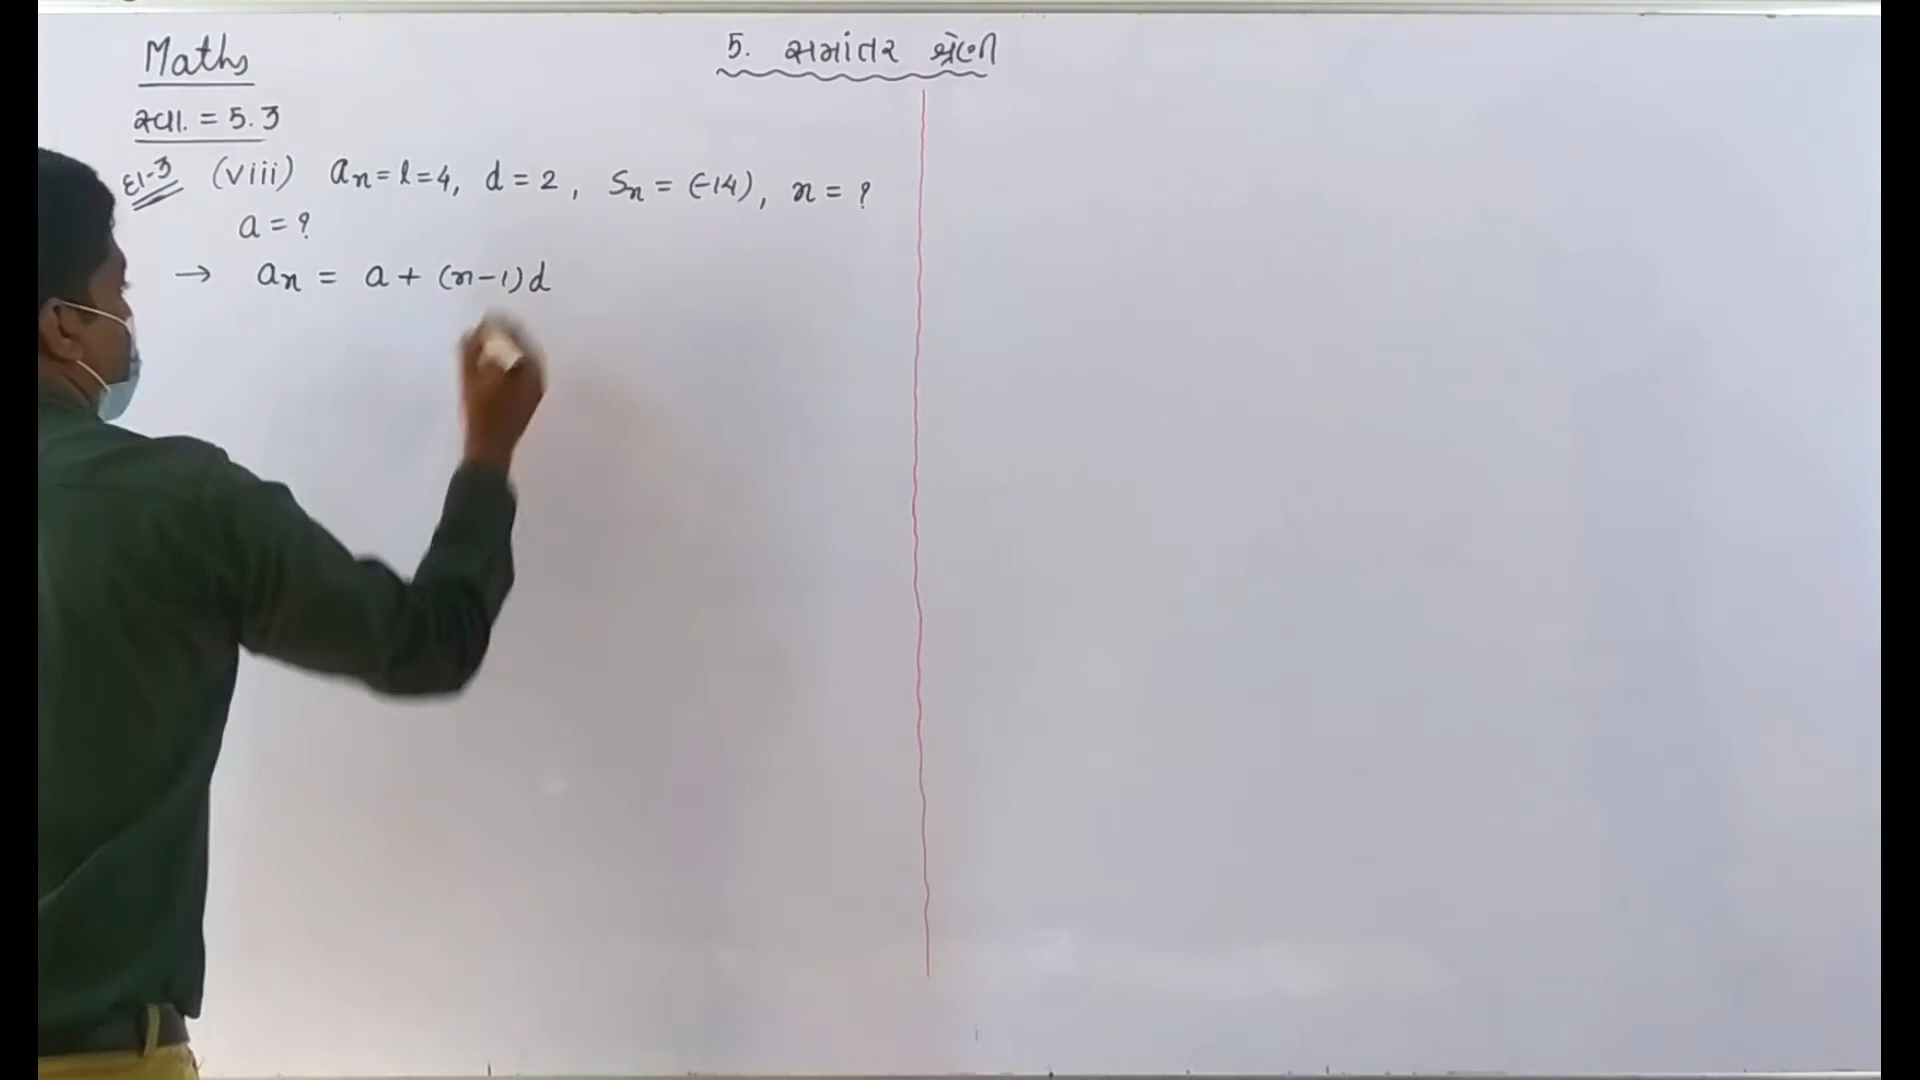 Maths
5. સમાંતર શ્રેણી
સ્વા. = 5.3
દા-3 (viii) an = l = 4, d = 2, Sn = (-14), n = ?
a = ?
→ an = a + (n-1)d